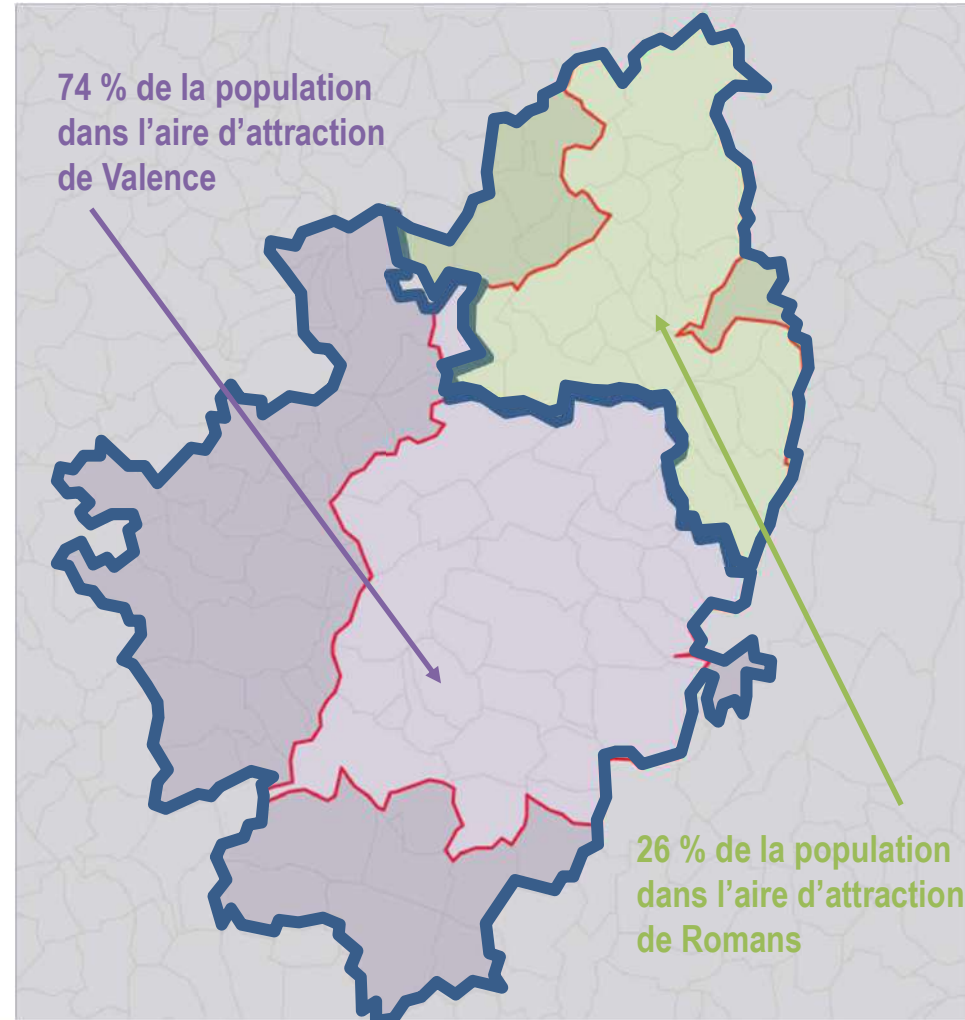 74 % de la population
dans l’aire d’attraction
de Valence
26 % de la population
dans l’aire d’attraction
de Romans